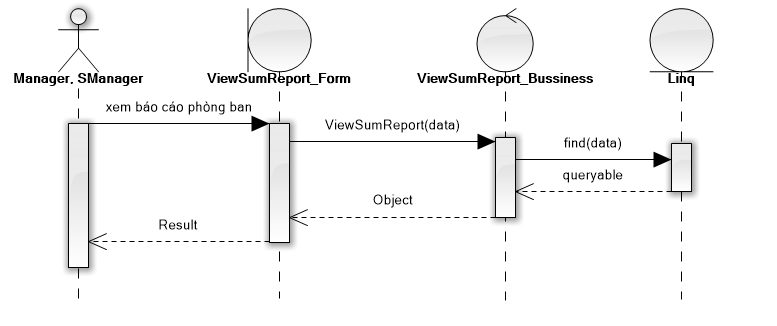 Manager, SManager
ViewSumReport_Form
ViewSumReport_Bussiness
Linq
xem báo cáo phòng ban
ViewSumReport(data)
find(data)
queryable
Object
Result